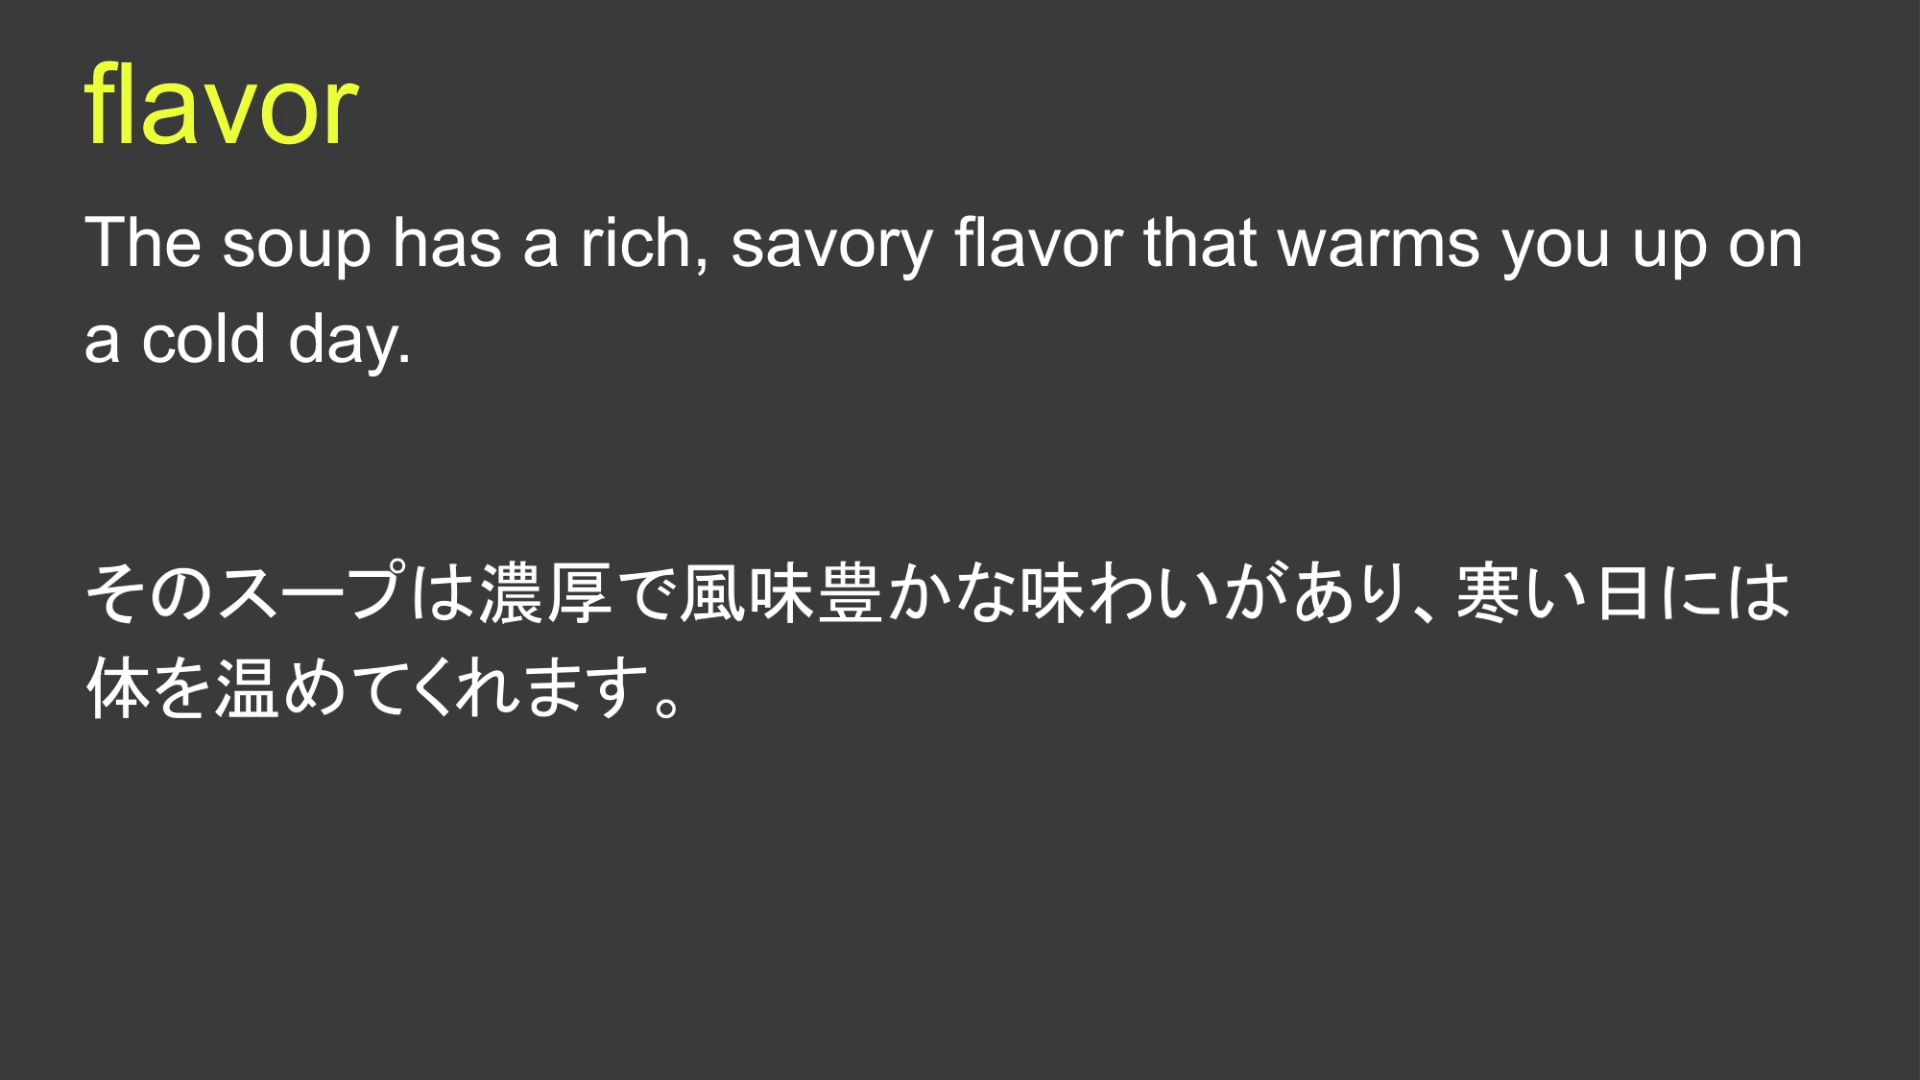 flavor
The soup has a rich, savory flavor that warms you up on
a cold day.
そのスープは濃厚で風味豊かな味わいがあり、寒い日には
体を温めてくれます。